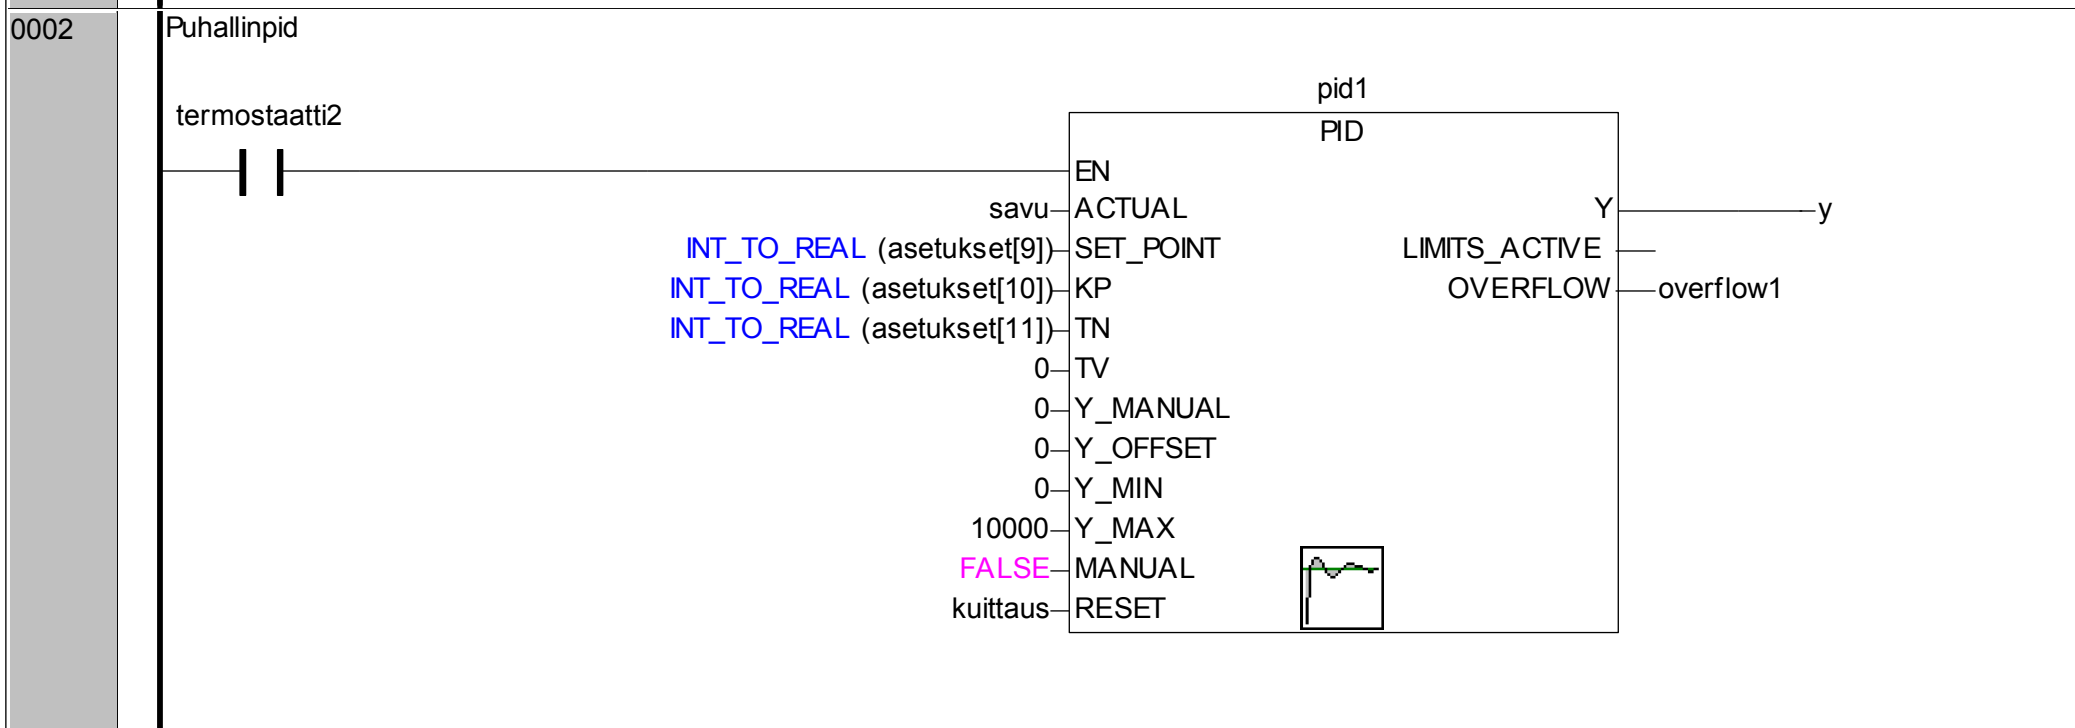 0002
Puhallinpid
pid1
termostaatti2
PID
EN
savu ACTUAL Y y
INT_TO_REAL (asetukset[9]) SET_POINT LIMITS_ACTIVE
INT_TO_REAL (asetukset[10]) KP OVERFLOW overflow1
INT_TO_REAL (asetukset[11]) TN
0 TV
0 Y_MANUAL
0 Y_OFFSET
0 Y_MIN
10000 Y_MAX
FALSE MANUAL
kuittaus RESET